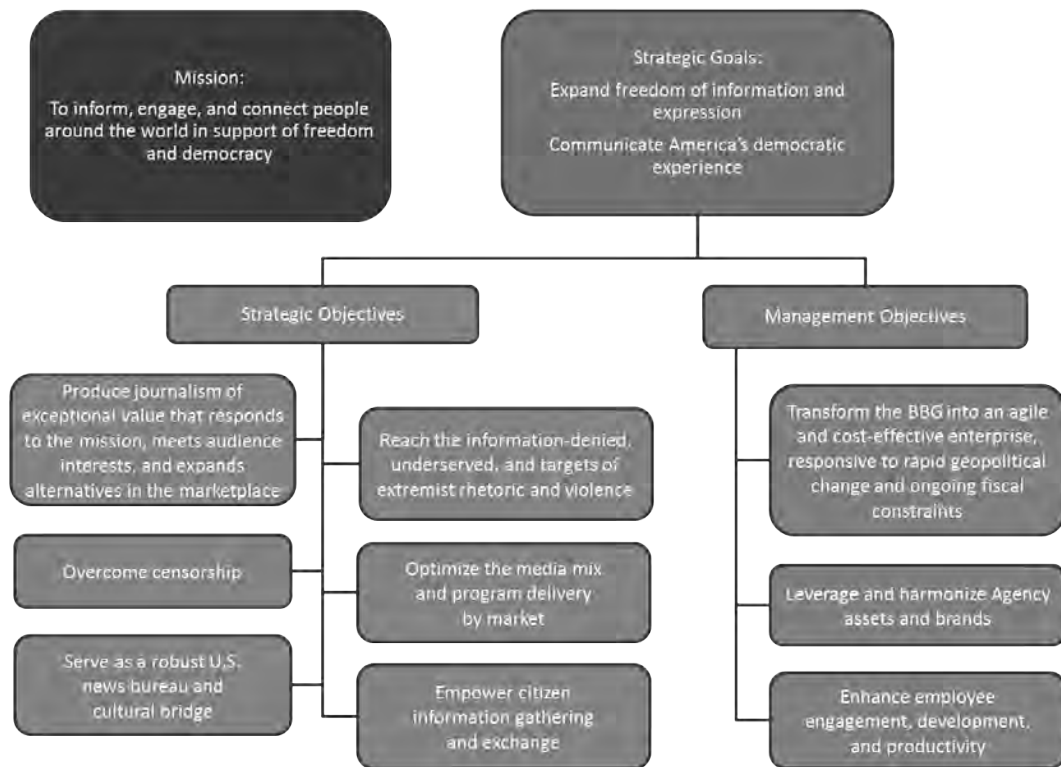 Mission:
To inform, engage, and connect people
around the world in support of freedom
and democracy
Strategic Goals:
Expand freedom of information and
expression
Communicate America's democratic
experience
Strategic Objectives
Management Objectives
Produce journalism of
exceptional value that responds
to the mission, meets audience
interests, and expands
alternatives in the marketplace
Reach the information-denied,
underserved, and targets of
extremist rhetoric and violence
Overcome censorship
Optimize the media mix
and program delivery
by market
Serve as a robust U.S.
news bureau and
cultural bridge
Empower citizen
information gathering
and exchange
Transform the BBG into an agile
and cost-effective enterprise,
responsive to rapid geopolitical
change and ongoing fiscal
constraints
Leverage and harmonize Agency
assets and brands
Enhance employee
engagement, development,
and productivity